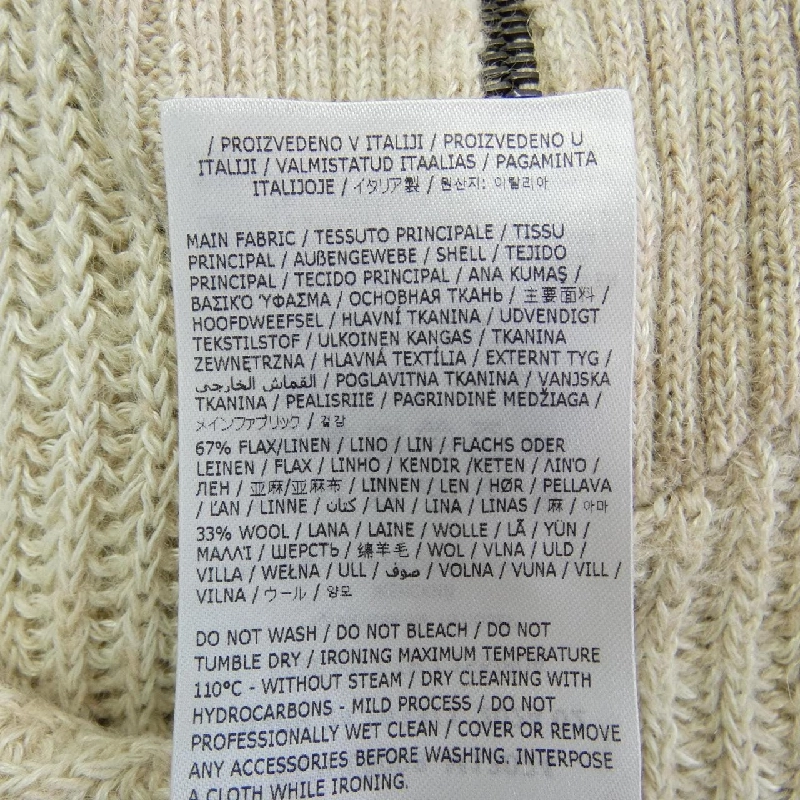 / PROIZVEDENO V ITALIJI / PROIZVEDENO U
ITALIJI / VALMISTATUD ITAALIAS / PAGAMINTA
ITALIJOJE / イタリア製 / 원산지: 이탈리아
MAIN FABRIC / TESSUTO PRINCIPALE / TISSU
PRINCIPAL / AUßENGEWEBE / SHELL / TEJIDO
PRINCIPAL / TECIDO PRINCIPAL / ANA KUMAŞ /
ΒΑΣΙΚΌ ΎΦΑΣΜΑ / ОСНОВНАЯ ТКАНЬ / 主要面料 /
HOOFDWEEFSEL / HLAVNÍ TKANINA / UDVENDIGT
TEKSTILSTOF / ULKOINEN KANGAS / TKANINA
ZEWNĘTRZNA / HLAVNÁ TEXTÍLIA / EXTERNT TYG /
القماش الخارجي / POGLAVITNA TKANINA / VANJSKA
TKANINA / PEALISRIIE / PAGRINDINĖ MEDŽIAGA /
メインファブリック / 겉감
67% FLAX/LINEN / LINO / LIN / FLACHS ODER
LEINEN / FLAX / LINHO / KENDIR /KETEN / ΛΙΝΌ /
ЛЕН / 亚麻/亚麻布 / LINNEN / LEN / HØR / PELLAVA
/ ĽAN / LINNE / كتان / LAN / LINA / LINAS / 麻 / 아마
33% WOOL / LANA / LAINE / WOLLE / LÃ / YÜN /
ΜΑΛΛΊ / ШЕРСТЬ / 绵羊毛 / WOL / VLNA / ULD /
VILLA / WEŁNA / ULL / صوف / VOLNA / VUNA / VILL /
VILNA / ウール / 양모
DO NOT WASH / DO NOT BLEACH / DO NOT
TUMBLE DRY / IRONING MAXIMUM TEMPERATURE
110°C - WITHOUT STEAM / DRY CLEANING WITH
HYDROCARBONS - MILD PROCESS / DO NOT
PROFESSIONALLY WET CLEAN / COVER OR REMOVE
ANY ACCESSORIES BEFORE WASHING. INTERPOSE
A CLOTH WHILE IRONING.